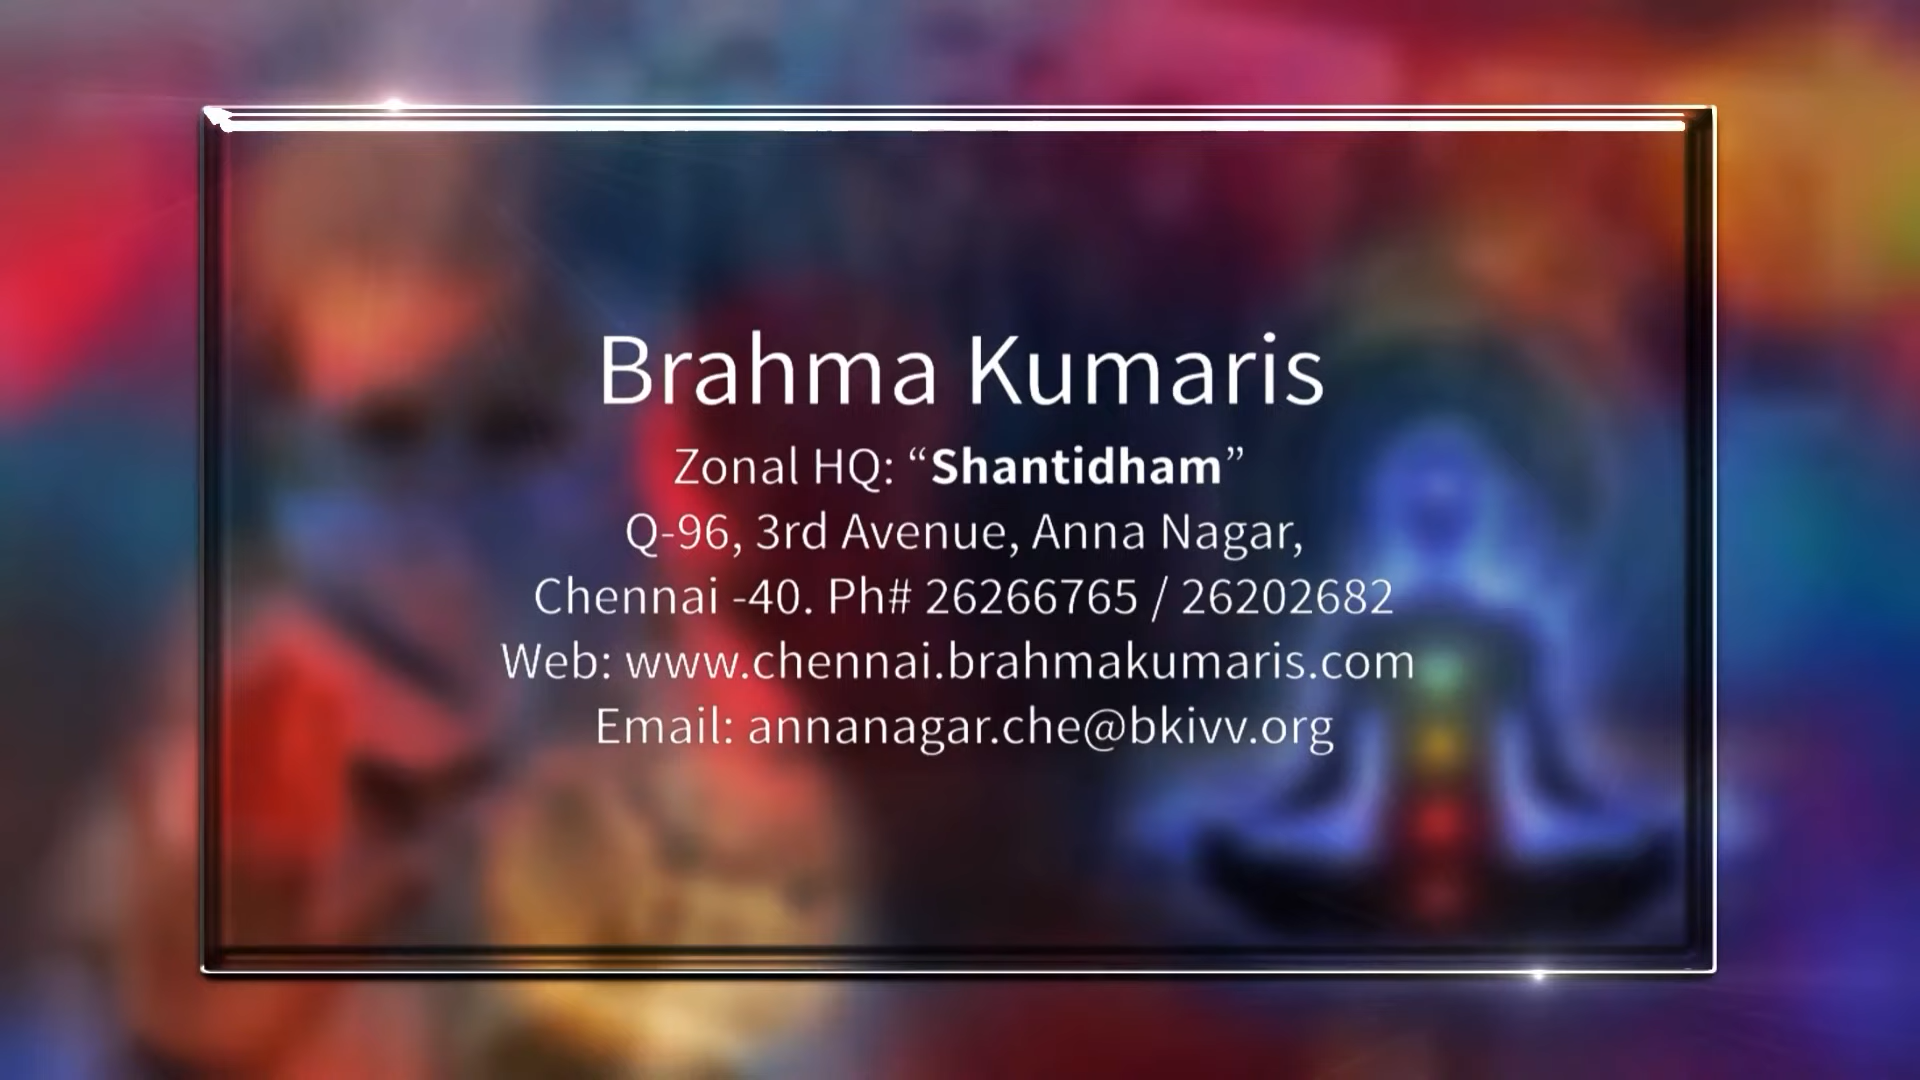 Brahma Kumaris
Zonal HQ: “Shantidham”
Q-96, 3rd Avenue, Anna Nagar,
Chennai -40. Ph# 26266765 / 26202682
Web: www.chennai.brahmakumaris.com
Email: annanagar.che@bkivv.org